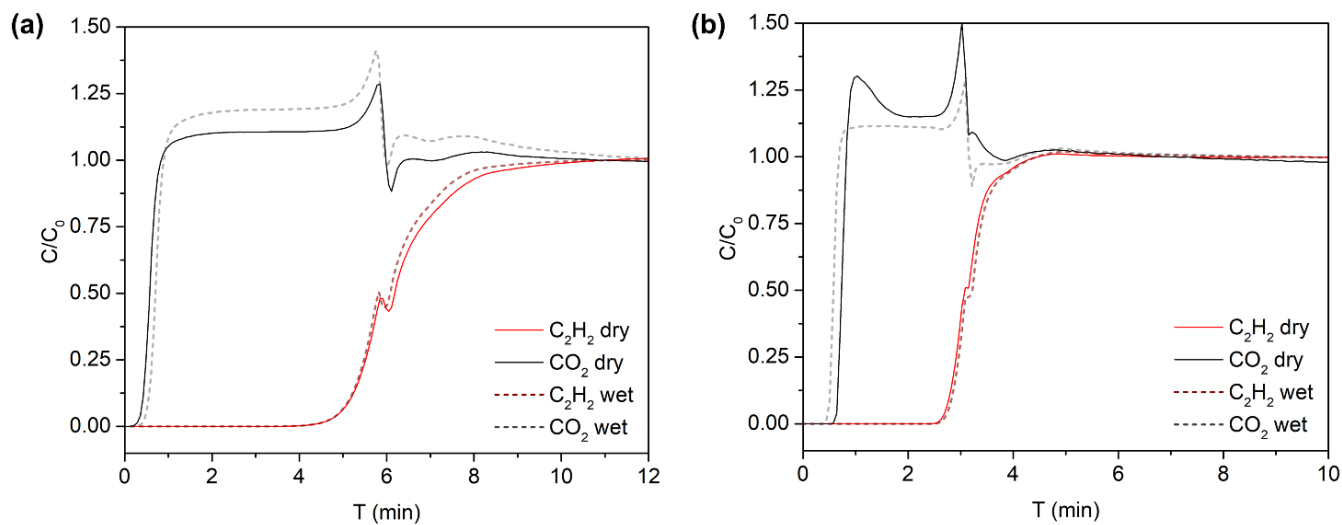 (a)
1.50
1.25
1.00
0.75
0.50
0.25
0.00
C/C₀
0 2 4 6 8 10 12
T (min)
C₂H₂ dry
CO₂ dry
C₂H₂ wet
CO₂ wet
(b)
1.50
1.25
1.00
0.75
0.50
0.25
0.00
C/C₀
0 2 4 6 8 10
T (min)
C₂H₂ dry
CO₂ dry
C₂H₂ wet
CO₂ wet